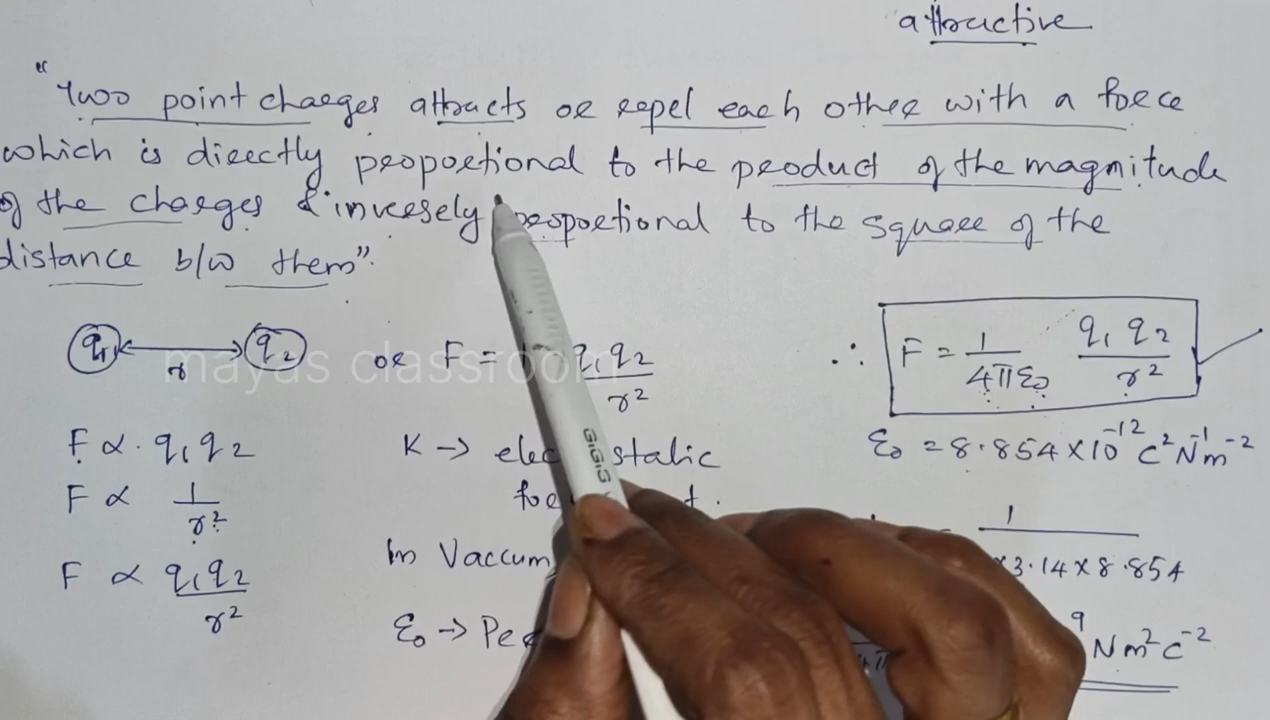 attractive
"Two point charges attracts or repel each other with a force
which is directly proportional to the product of the magnitude
of the charges & inversely proportional to the square of the
distance b/w them".
q₁ q₂
r
or F = q₁q₂/r²
∴ F = 1/4πε₀ q₁q₂/r²
mayas classroom
F ∝ q₁q₂
K → static
ε₀ = 8.854×10⁻¹² C²N⁻¹m⁻²
F ∝ 1/r²
In Vaccum
1
×3.14×8.854
F ∝ q₁q₂/r²
ε₀ →
⁹ Nm²C⁻²
GIGIS